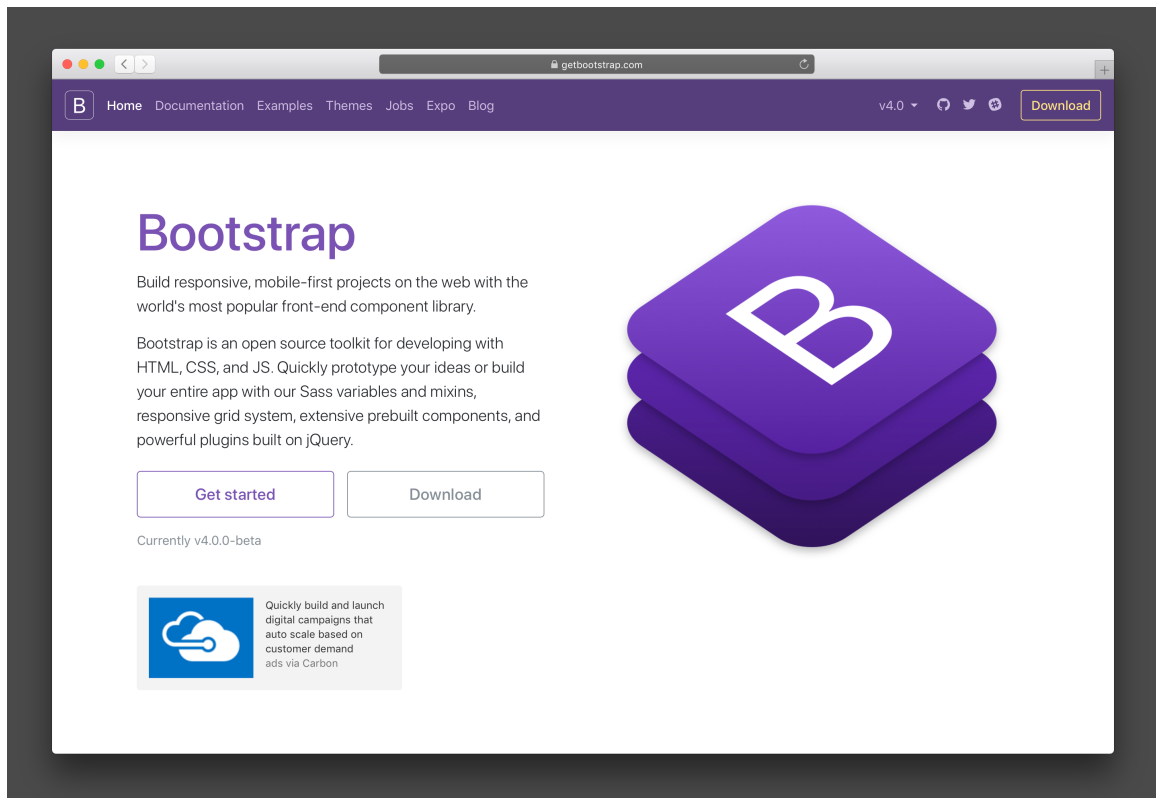 getbootstrap.com
B Home Documentation Examples Themes Jobs Expo Blog v4.0 Download
Bootstrap
Build responsive, mobile-first projects on the web with the
world's most popular front-end component library.
Bootstrap is an open source toolkit for developing with
HTML, CSS, and JS. Quickly prototype your ideas or build
your entire app with our Sass variables and mixins,
responsive grid system, extensive prebuilt components, and
powerful plugins built on jQuery.
Get started Download
Currently v4.0.0-beta
B
Quickly build and launch
digital campaigns that
auto scale based on
customer demand
ads via Carbon